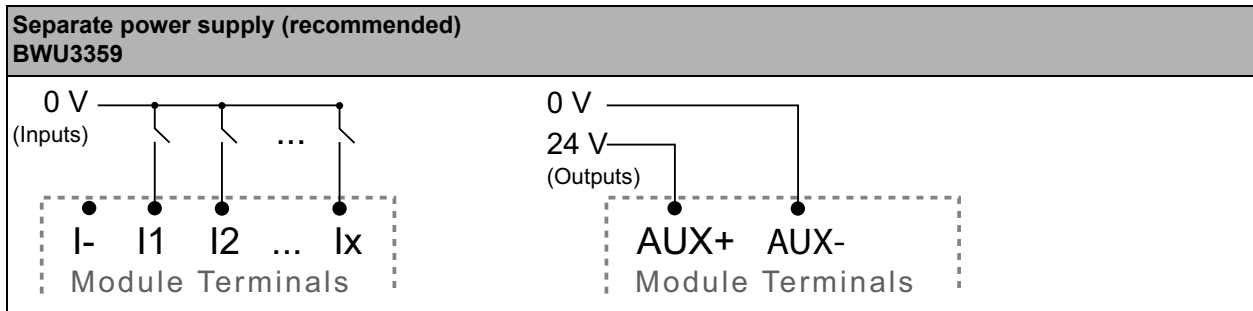 Separate power supply (recommended)
BWU3359
0 V
(Inputs)
...
I- I1 I2 ... Ix
Module Terminals
0 V
24 V
(Outputs)
AUX+ AUX-
Module Terminals